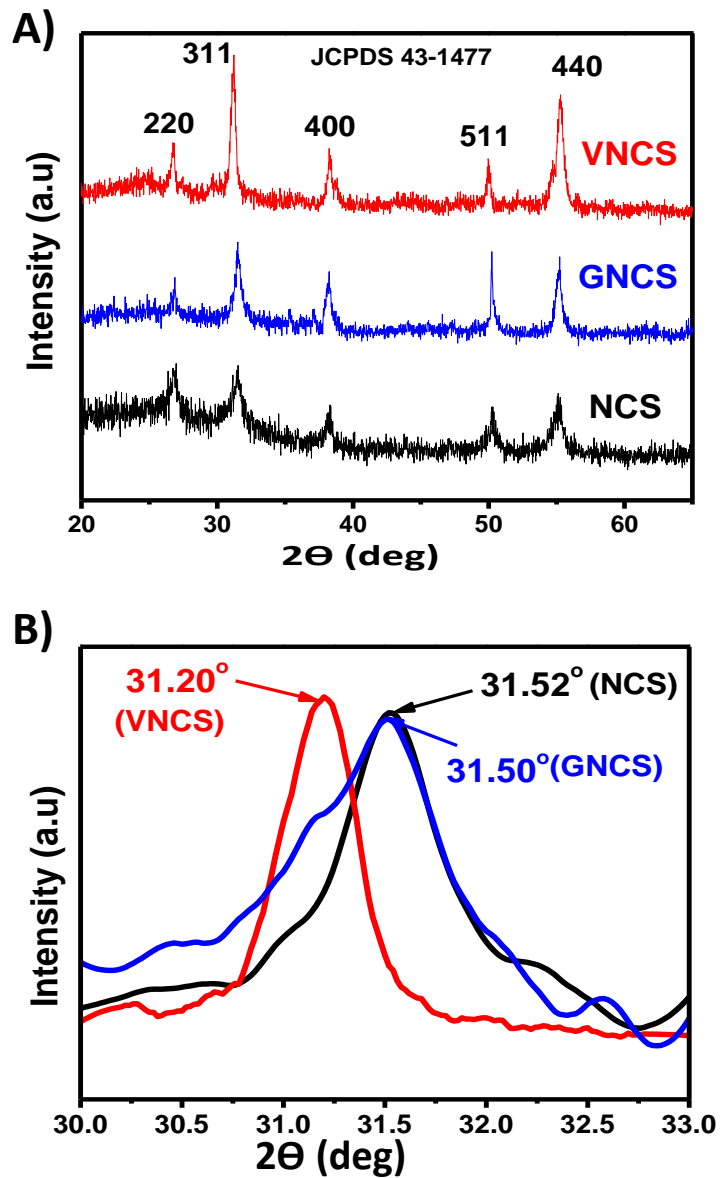 A)
311
JCPDS 43-1477
440
220
400
511
VNCS
GNCS
NCS
Intensity (a.u)
20 30 40 50 60
2Ɵ (deg)
B)
31.20°
(VNCS)
31.52° (NCS)
31.50° (GNCS)
Intensity (a.u)
30.0 30.5 31.0 31.5 32.0 32.5 33.0
2Ɵ (deg)